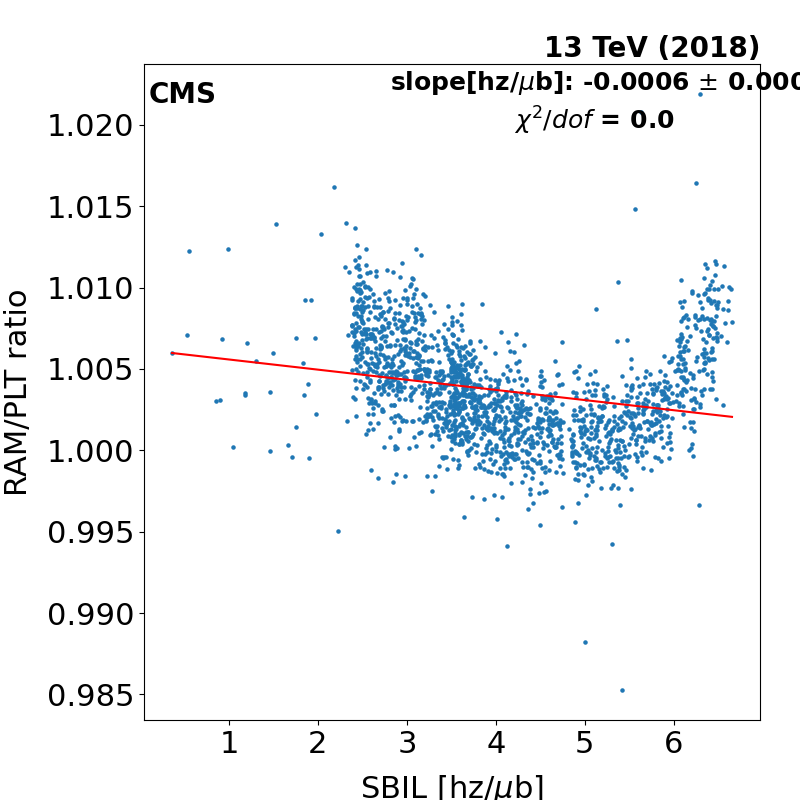 13 TeV (2018)
CMS
slope[hz/μb]: -0.0006 ± 0.000
χ²/dof = 0.0
1.020
1.015
1.010
1.005
1.000
0.995
0.990
0.985
RAM/PLT ratio
1 2 3 4 5 6
SBIL [hz/μb]